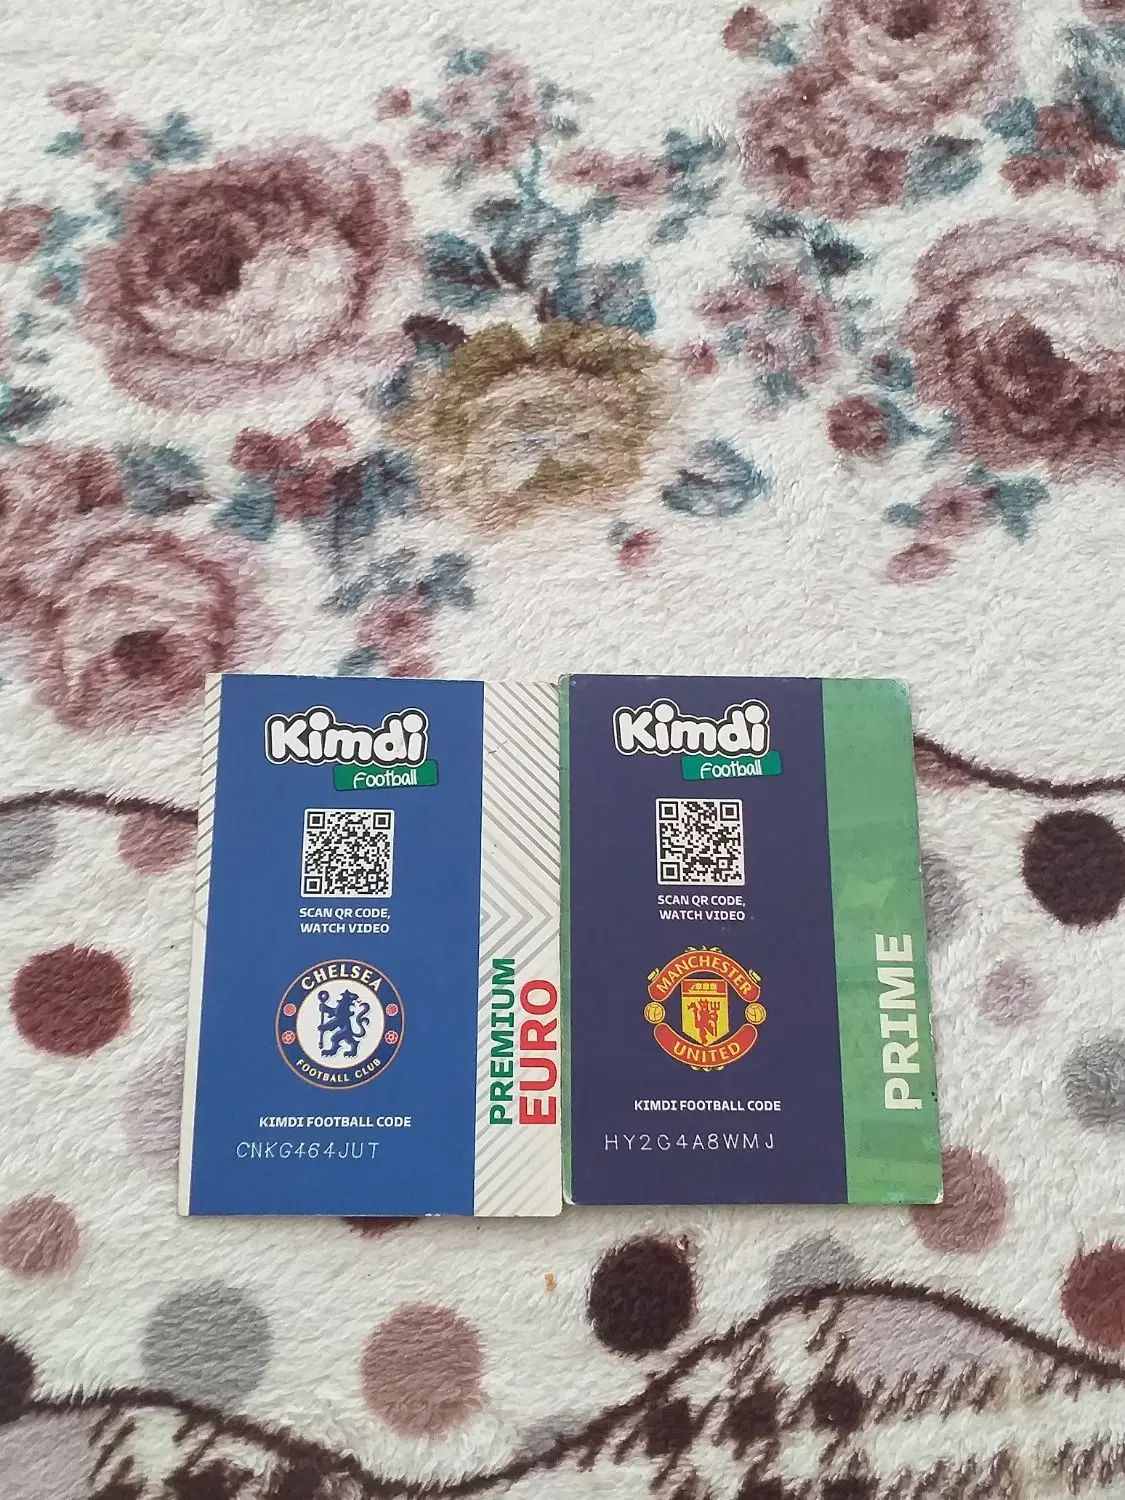 Kimdi
Football
SCAN QR CODE,
WATCH VIDEO
CHELSEA
FOOTBALL CLUB
KIMDI FOOTBALL CODE
CNKG464JUT
PREMIUM
EURO
Kimdi
Football
SCAN QR CODE,
WATCH VIDEO
MANCHESTER
UNITED
KIMDI FOOTBALL CODE
HY2G4A8WMJ
PRIME